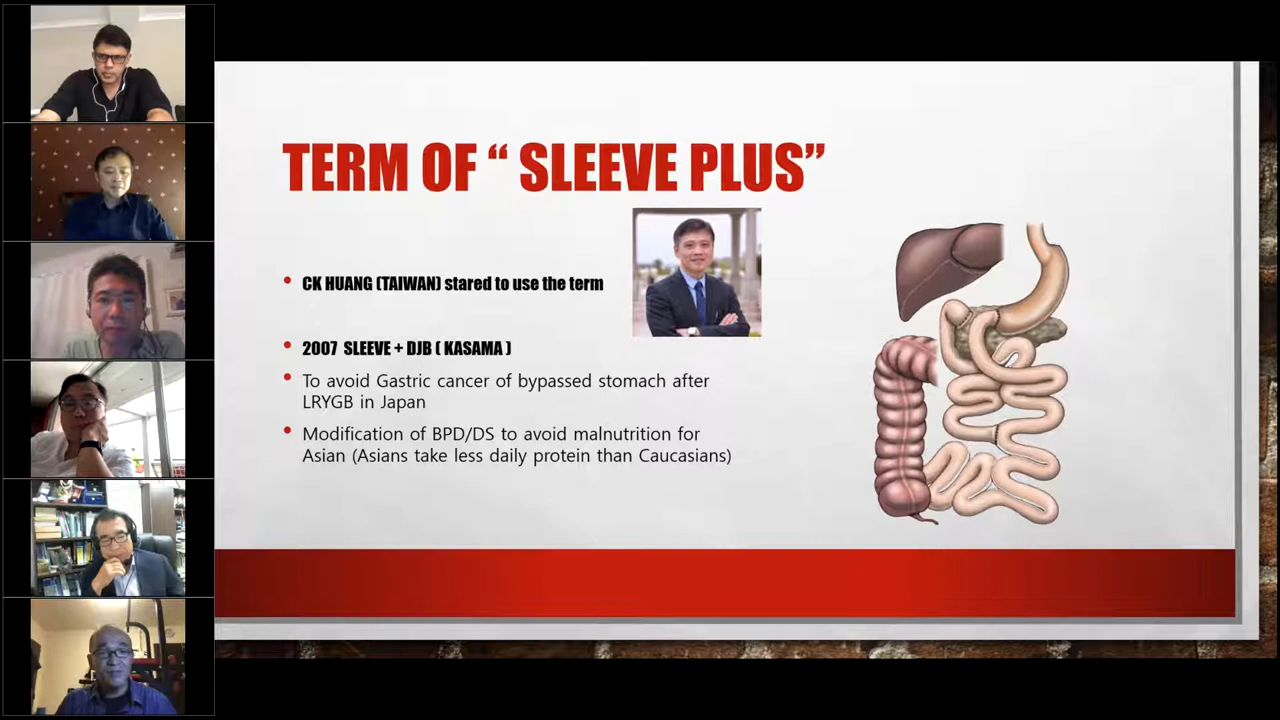 TERM OF “ SLEEVE PLUS”
CK HUANG (TAIWAN) stared to use the term
2007 SLEEVE + DJB ( KASAMA )
To avoid Gastric cancer of bypassed stomach after
LRYGB in Japan
Modification of BPD/DS to avoid malnutrition for
Asian (Asians take less daily protein than Caucasians)